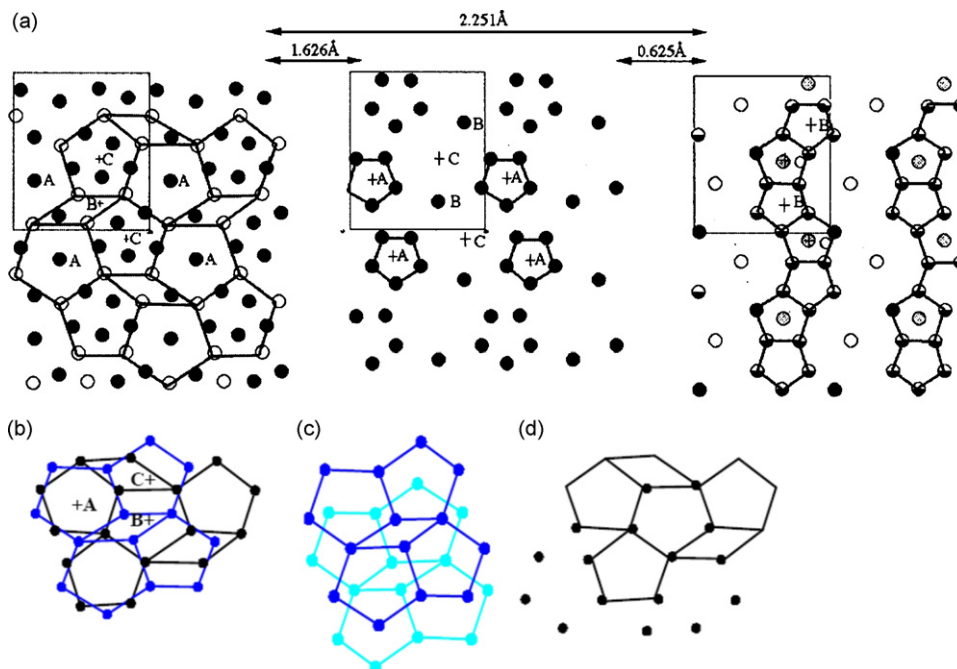 (a)
2.251Å
1.626Å
0.625Å
+C
A
A
B+
+C
A
A
B
+C
+A
+A
B
+C
+A
+A
+B
C
+
B
C
(b)
C+
+A
B+
(c)
(d)